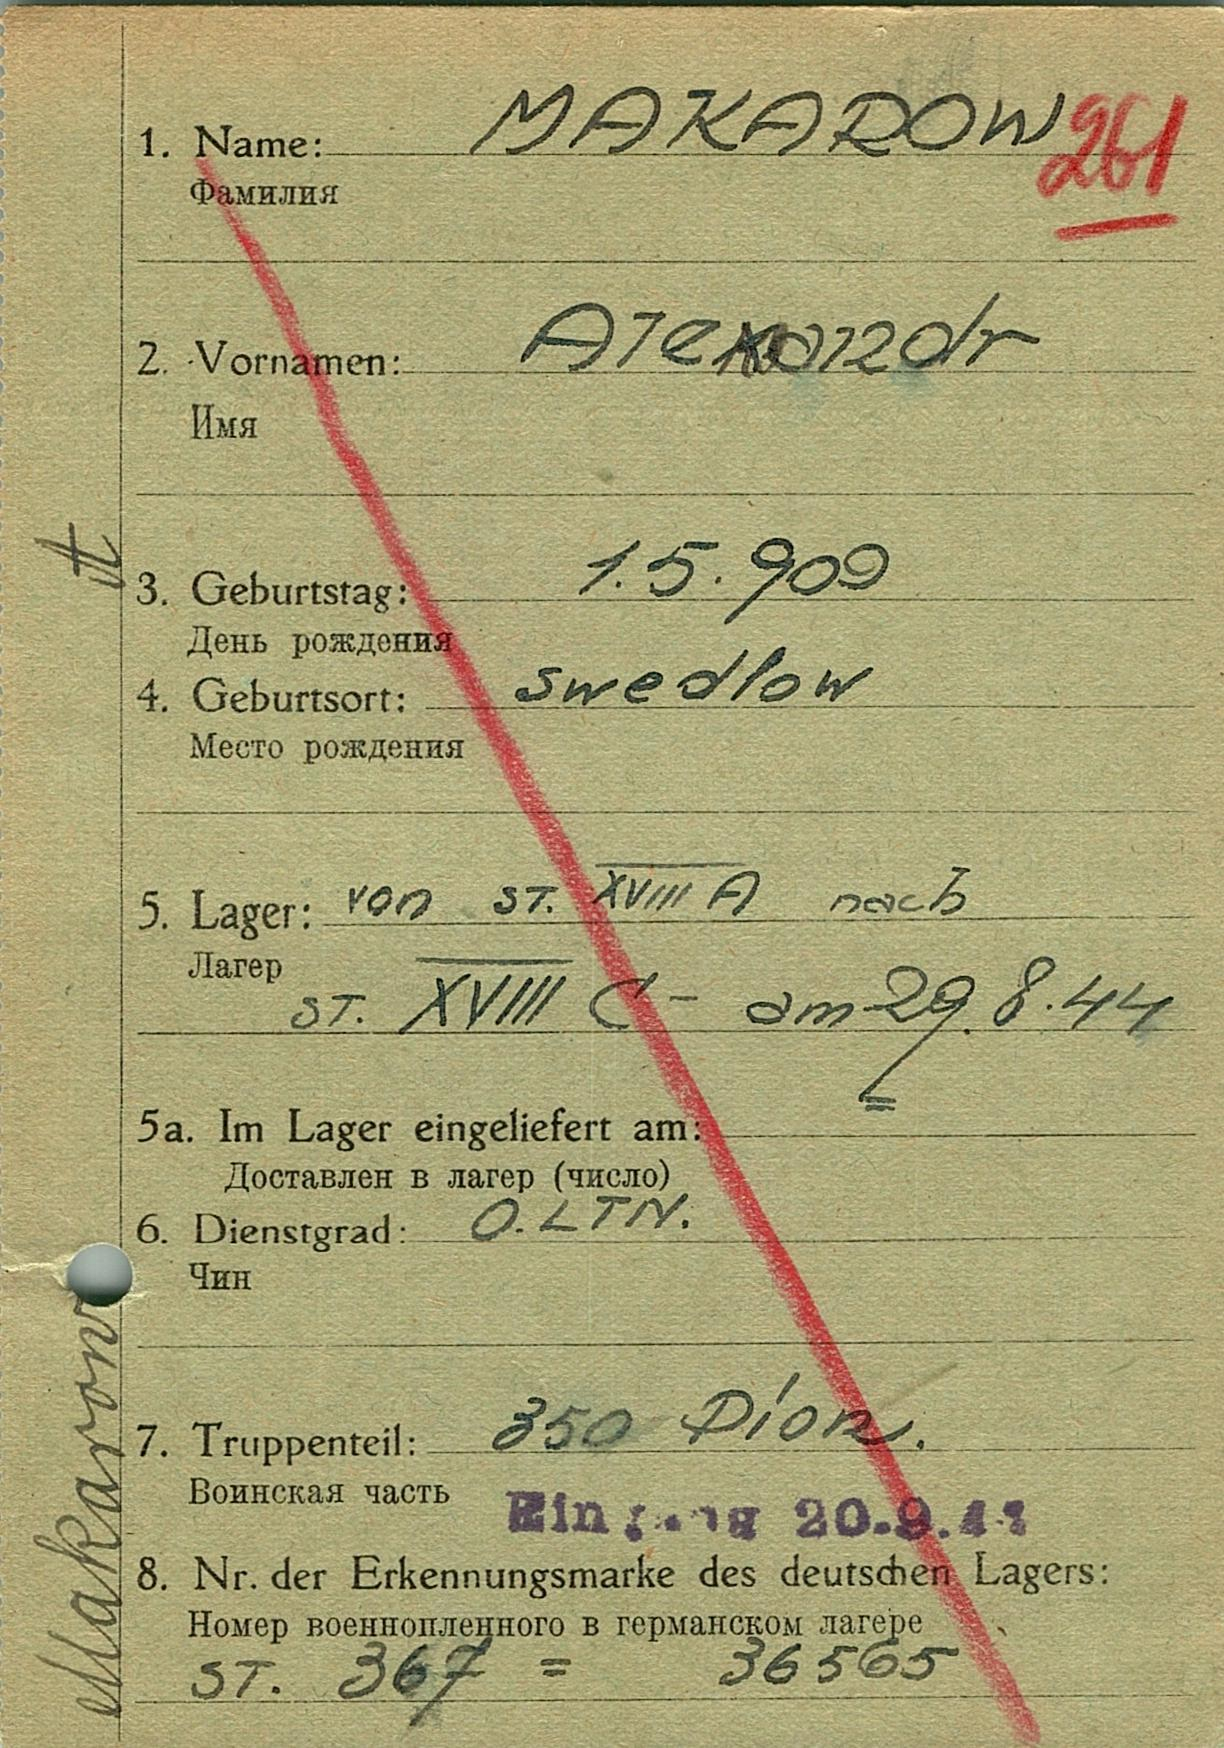 1. Name: MAKAROW 261
Фамилия
2. Vornamen: Alexandr
Имя
3. Geburtstag: 1.5.909
День рождения
4. Geburtsort: swedlow
Место рождения
5. Lager: von ST. XVIII A nach
Лагер
ST. XVIII C - am 29.8.44
5a. Im Lager eingeliefert am:
Доставлен в лагер (число)
6. Dienstgrad: O.LTN.
Чин
7. Truppenteil: 350 Dion.
Воинская часть
Eingang 20.9.44
8. Nr. der Erkennungsmarke des deutschen Lagers:
Номер военнопленного в германском лагере
ST. 367 = 36565
Makarow